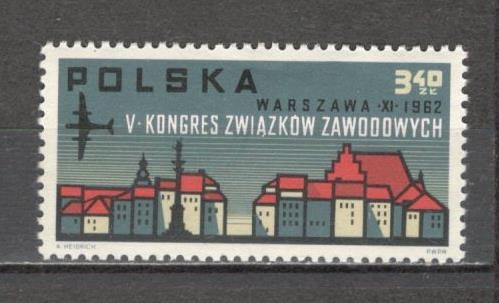 POLSKA 3.40 ZŁ
WARSZAWA·XI·1962
V·KONGRES ZWIĄZKÓW ZAWODOWYCH
A. HEIDRICH PWPW